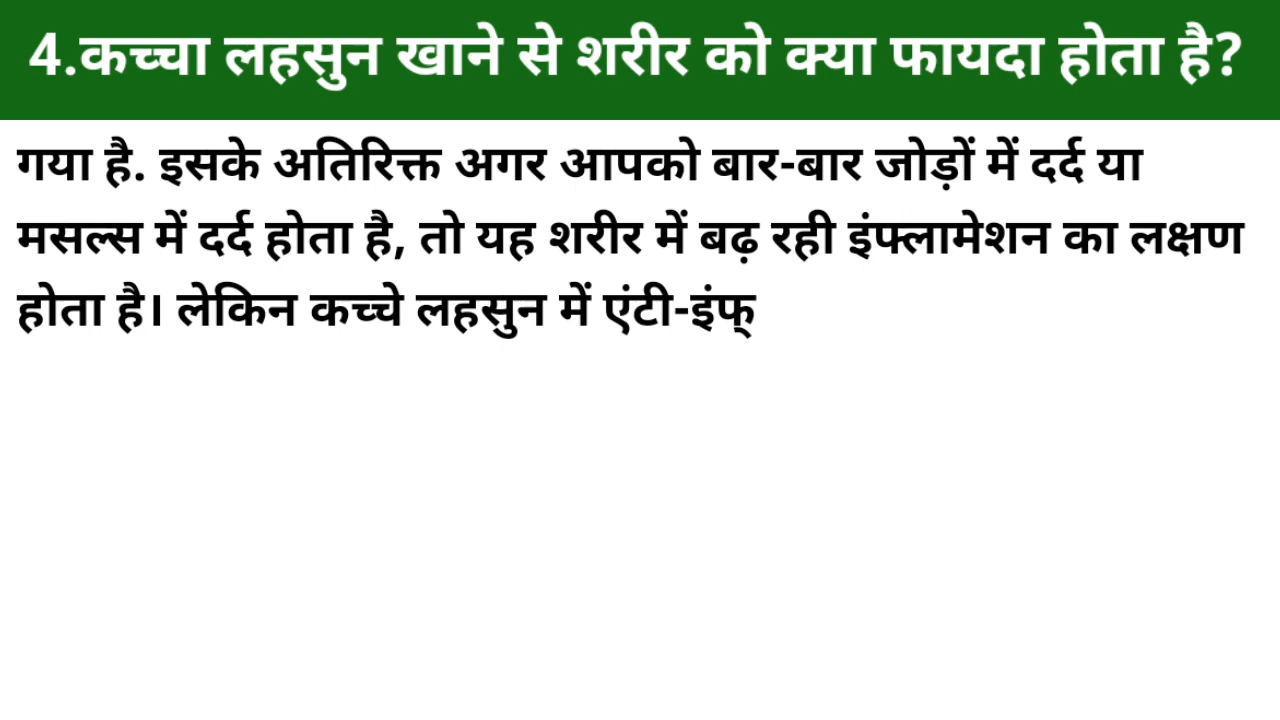 4.कच्चा लहसुन खाने से शरीर को क्या फायदा होता है?
गया है. इसके अतिरिक्त अगर आपको बार-बार जोड़ों में दर्द या
मसल्स में दर्द होता है, तो यह शरीर में बढ़ रही इंफ्लामेशन का लक्षण
होता है। लेकिन कच्चे लहसुन में एंटी-इंफ्